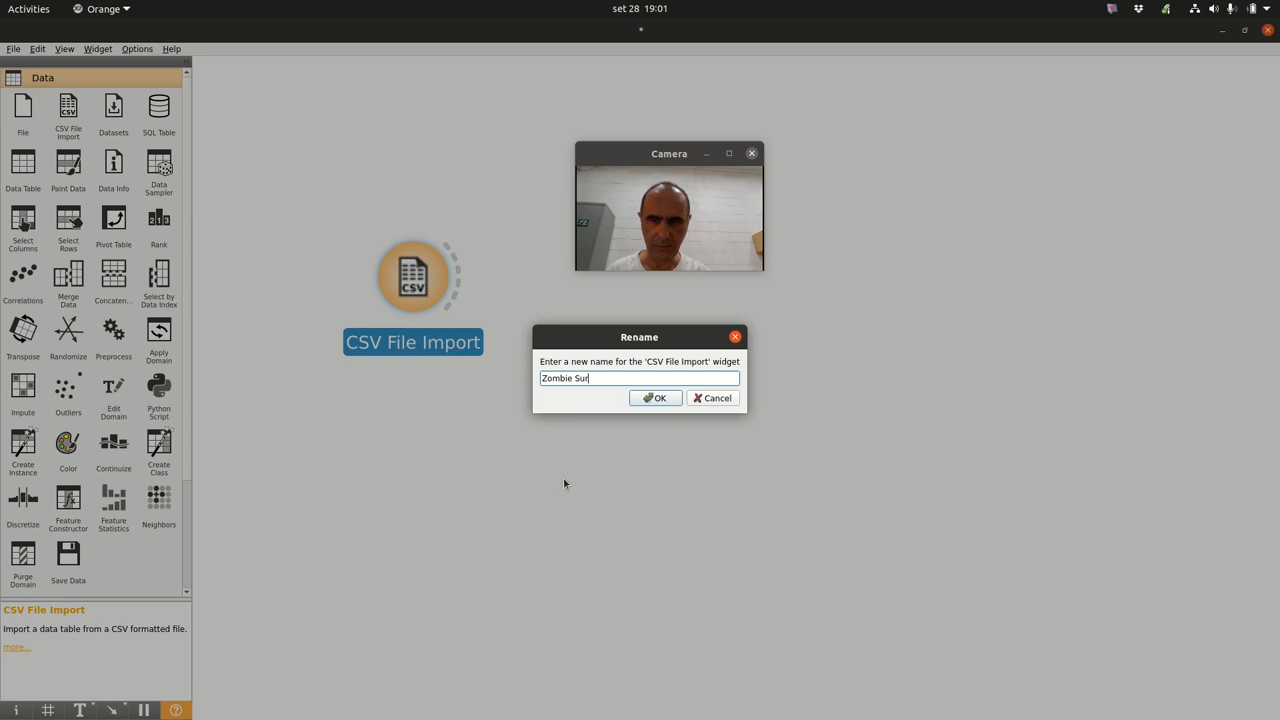 Activities Orange set 28 19:01
*
File Edit View Widget Options Help
Data
File
CSV File Import
Datasets
SQL Table
Data Table
Paint Data
Data Info
Data Sampler
Select Columns
Select Rows
Pivot Table
Rank
Correlations
Merge Data
Concaten...
Select by Data Index
Transpose
Randomize
Preprocess
Apply Domain
Impute
Outliers
Edit Domain
Python Script
Create Instance
Color
Continuize
Create Class
Discretize
Feature Constructor
Feature Statistics
Neighbors
Purge Domain
Save Data
CSV File Import
Import a data table from a CSV formatted file.
more...
CSV
CSV File Import
Camera
Rename
Enter a new name for the 'CSV File Import' widget
Zombie Sur
OK Cancel